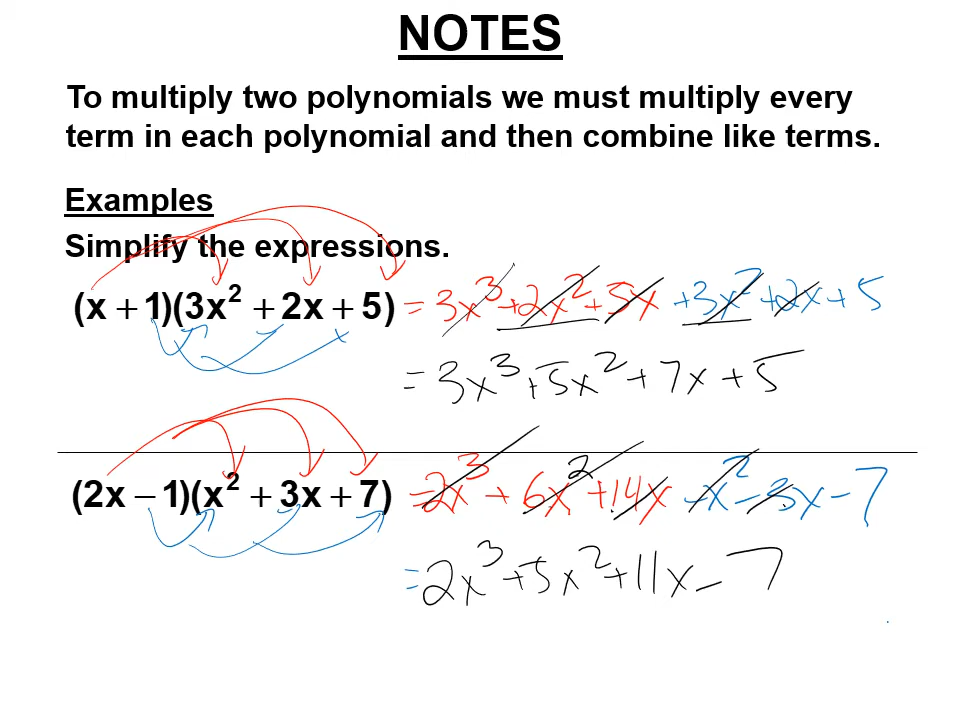 NOTES
To multiply two polynomials we must multiply every
term in each polynomial and then combine like terms.
Examples
Simplify the expressions.
(x + 1)(3x² + 2x + 5) = 3x³ + 2x² + 5x + 3x² + 2x + 5
= 3x³ + 5x² + 7x + 5
(2x − 1)(x² + 3x + 7) = 2x³ + 6x² + 14x − x² − 3x − 7
= 2x³ + 5x² + 11x − 7